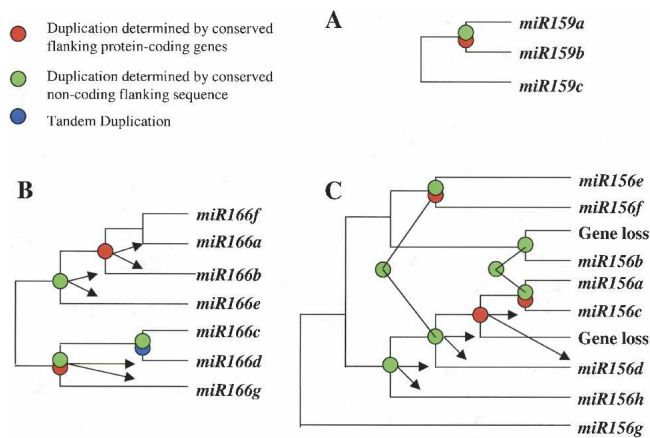 Duplication determined by conserved
flanking protein-coding genes
Duplication determined by conserved
non-coding flanking sequence
Tandem Duplication
A
miR159a
miR159b
miR159c
B
miR166f
miR166a
miR166b
miR166e
miR166c
miR166d
miR166g
C
miR156e
miR156f
Gene loss
miR156b
miR156a
miR156c
Gene loss
miR156d
miR156h
miR156g